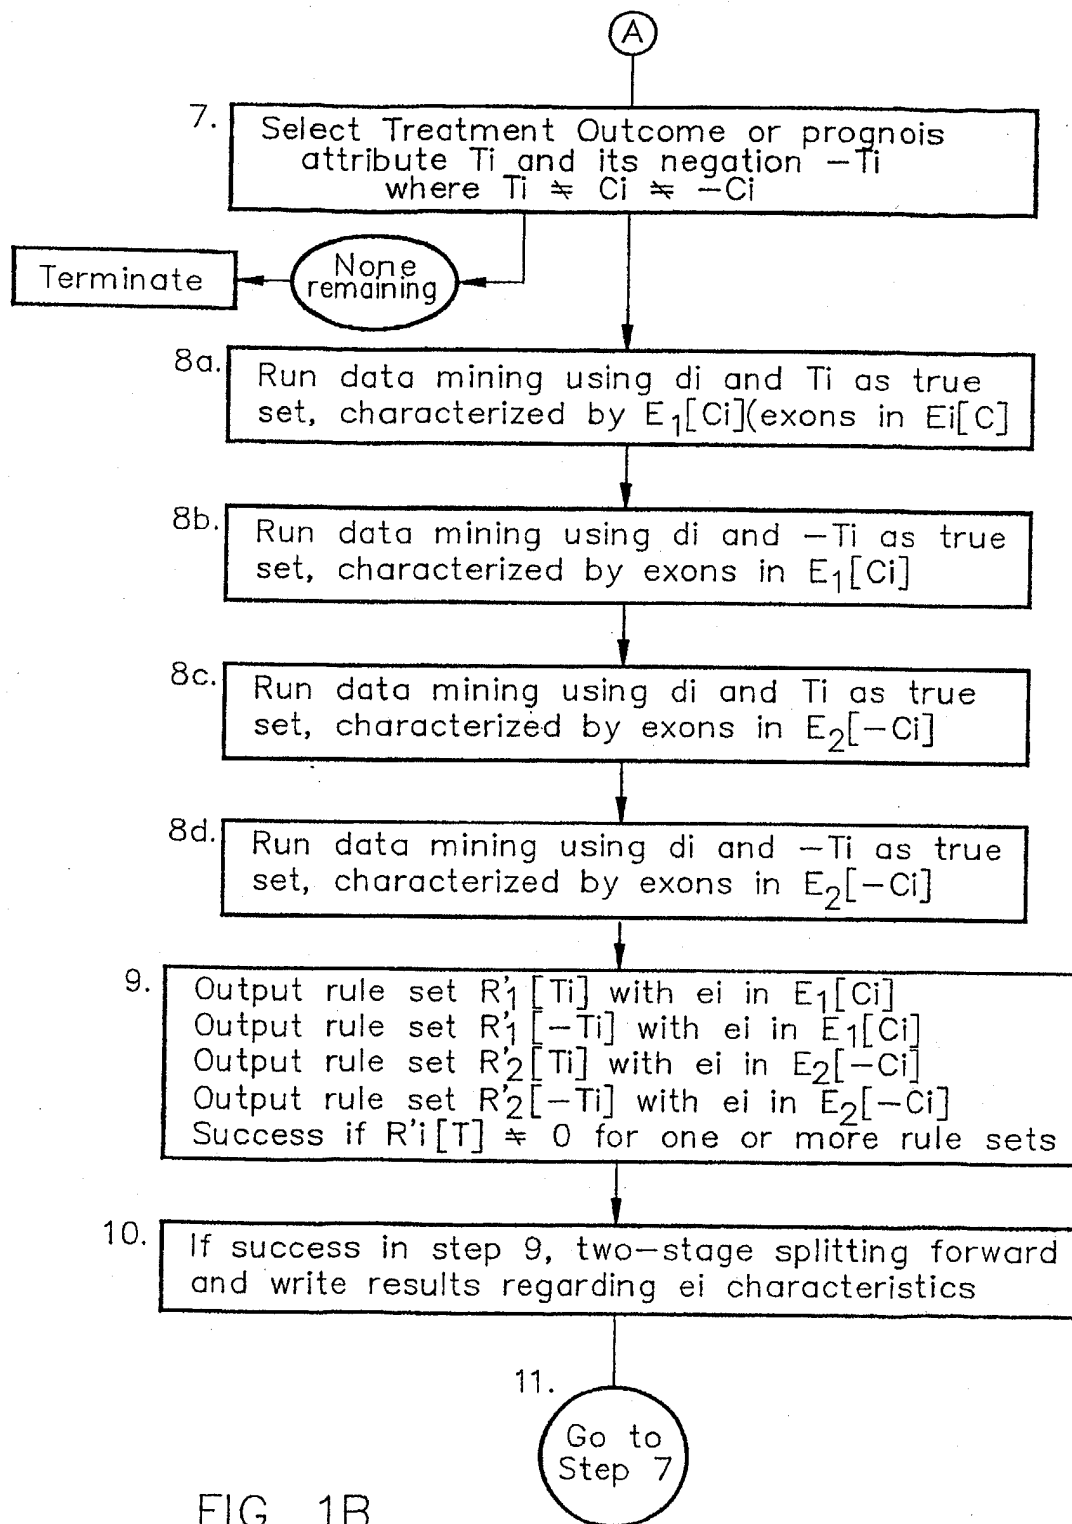 A
7.
Select Treatment Outcome or prognois
attribute Ti and its negation −Ti
where Ti ≠ Ci ≠ −Ci
None
remaining
Terminate
8a.
Run data mining using di and Ti as true
set, characterized by E1[Ci](exons in Ei[C]
8b.
Run data mining using di and −Ti as true
set, characterized by exons in E1[Ci]
8c.
Run data mining using di and Ti as true
set, characterized by exons in E2[−Ci]
8d.
Run data mining using di and −Ti as true
set, characterized by exons in E2[−Ci]
9.
Output rule set R'1[Ti] with ei in E1[Ci]
Output rule set R'1[−Ti] with ei in E1[Ci]
Output rule set R'2[Ti] with ei in E2[−Ci]
Output rule set R'2[−Ti] with ei in E2[−Ci]
Success if R'i[T] ≠ 0 for one or more rule sets
10.
If success in step 9, two−stage splitting forward
and write results regarding ei characteristics
11.
Go to
Step 7
FIG. 1B